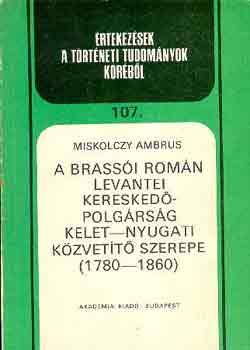 ÉRTEKEZÉSEK
A TÖRTÉNETI TUDOMÁNYOK
KÖRÉBŐL
107.
MISKOLCZY AMBRUS
A BRASSÓI ROMÁN
LEVANTEI
KERESKEDŐ-
POLGÁRSÁG
KELET—NYUGATI
KÖZVETÍTŐ SZEREPE
(1780—1860)
AKADÉMIAI KIADÓ · BUDAPEST